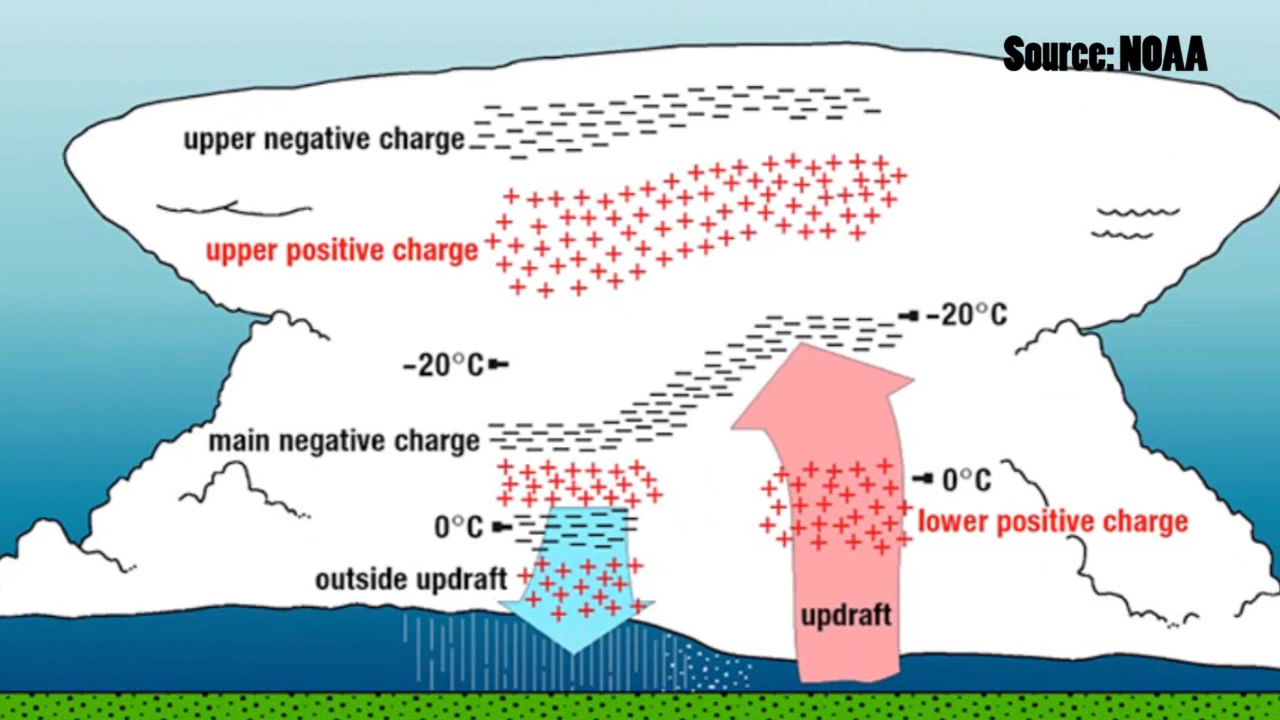 Source: NOAA
upper negative charge
upper positive charge
−20°C
−20°C
main negative charge
0°C
0°C
lower positive charge
outside updraft
updraft